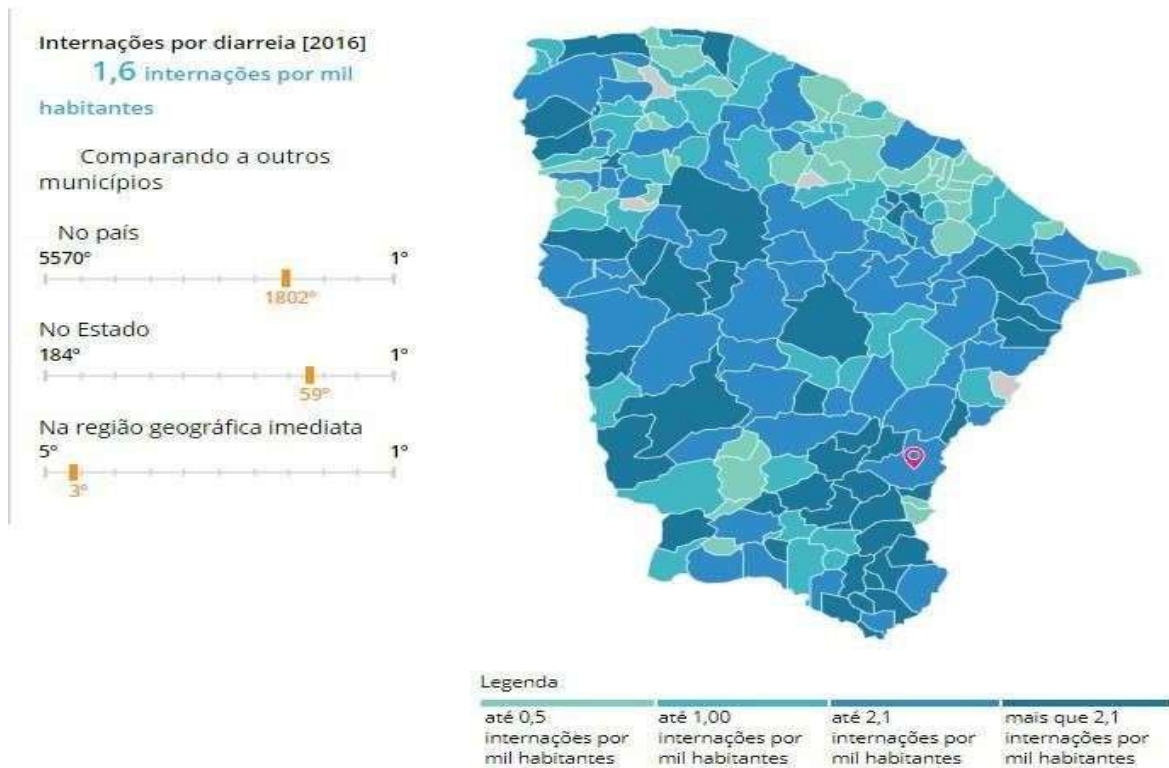 Internações por diarreia [2016]
1,6 internações por mil
habitantes
Comparando a outros
municípios
No país
5570° 1°
1802°
No Estado
184° 1°
59°
Na região geográfica imediata
5° 1°
3°
Legenda
até 0,5
internações por
mil habitantes
até 1,00
internações por
mil habitantes
até 2,1
internações por
mil habitantes
mais que 2,1
internações por
mil habitantes